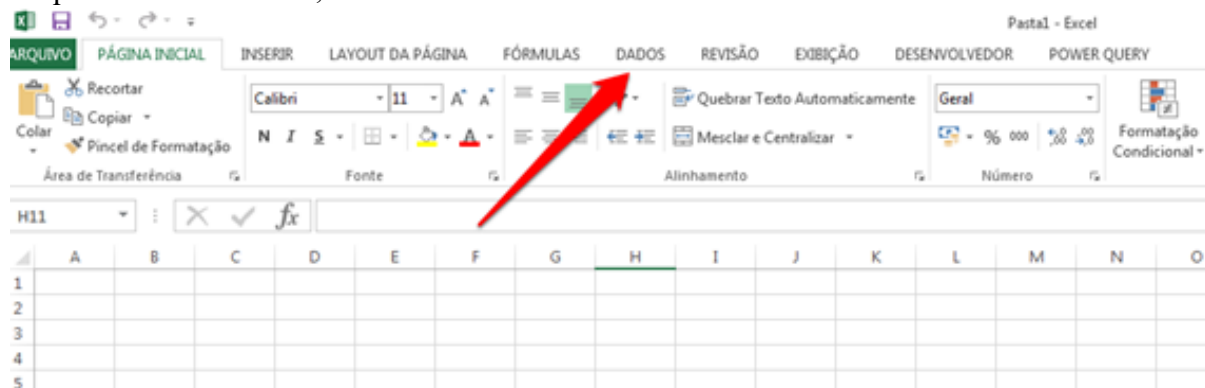 Pasta1 - Excel
ARQUIVO PÁGINA INICIAL INSERIR LAYOUT DA PÁGINA FÓRMULAS DADOS REVISÃO EXIBIÇÃO DESENVOLVEDOR POWER QUERY
Colar
Recortar
Copiar
Pincel de Formatação
Área de Transferência
Calibri 11 A A
N I S A
Fonte
Quebrar Texto Automaticamente
Mesclar e Centralizar
Alinhamento
Geral
% 000 ,00
Número
Formatação
Condicional
H11 fx
A B C D E F G H I J K L M N O
1
2
3
4
5